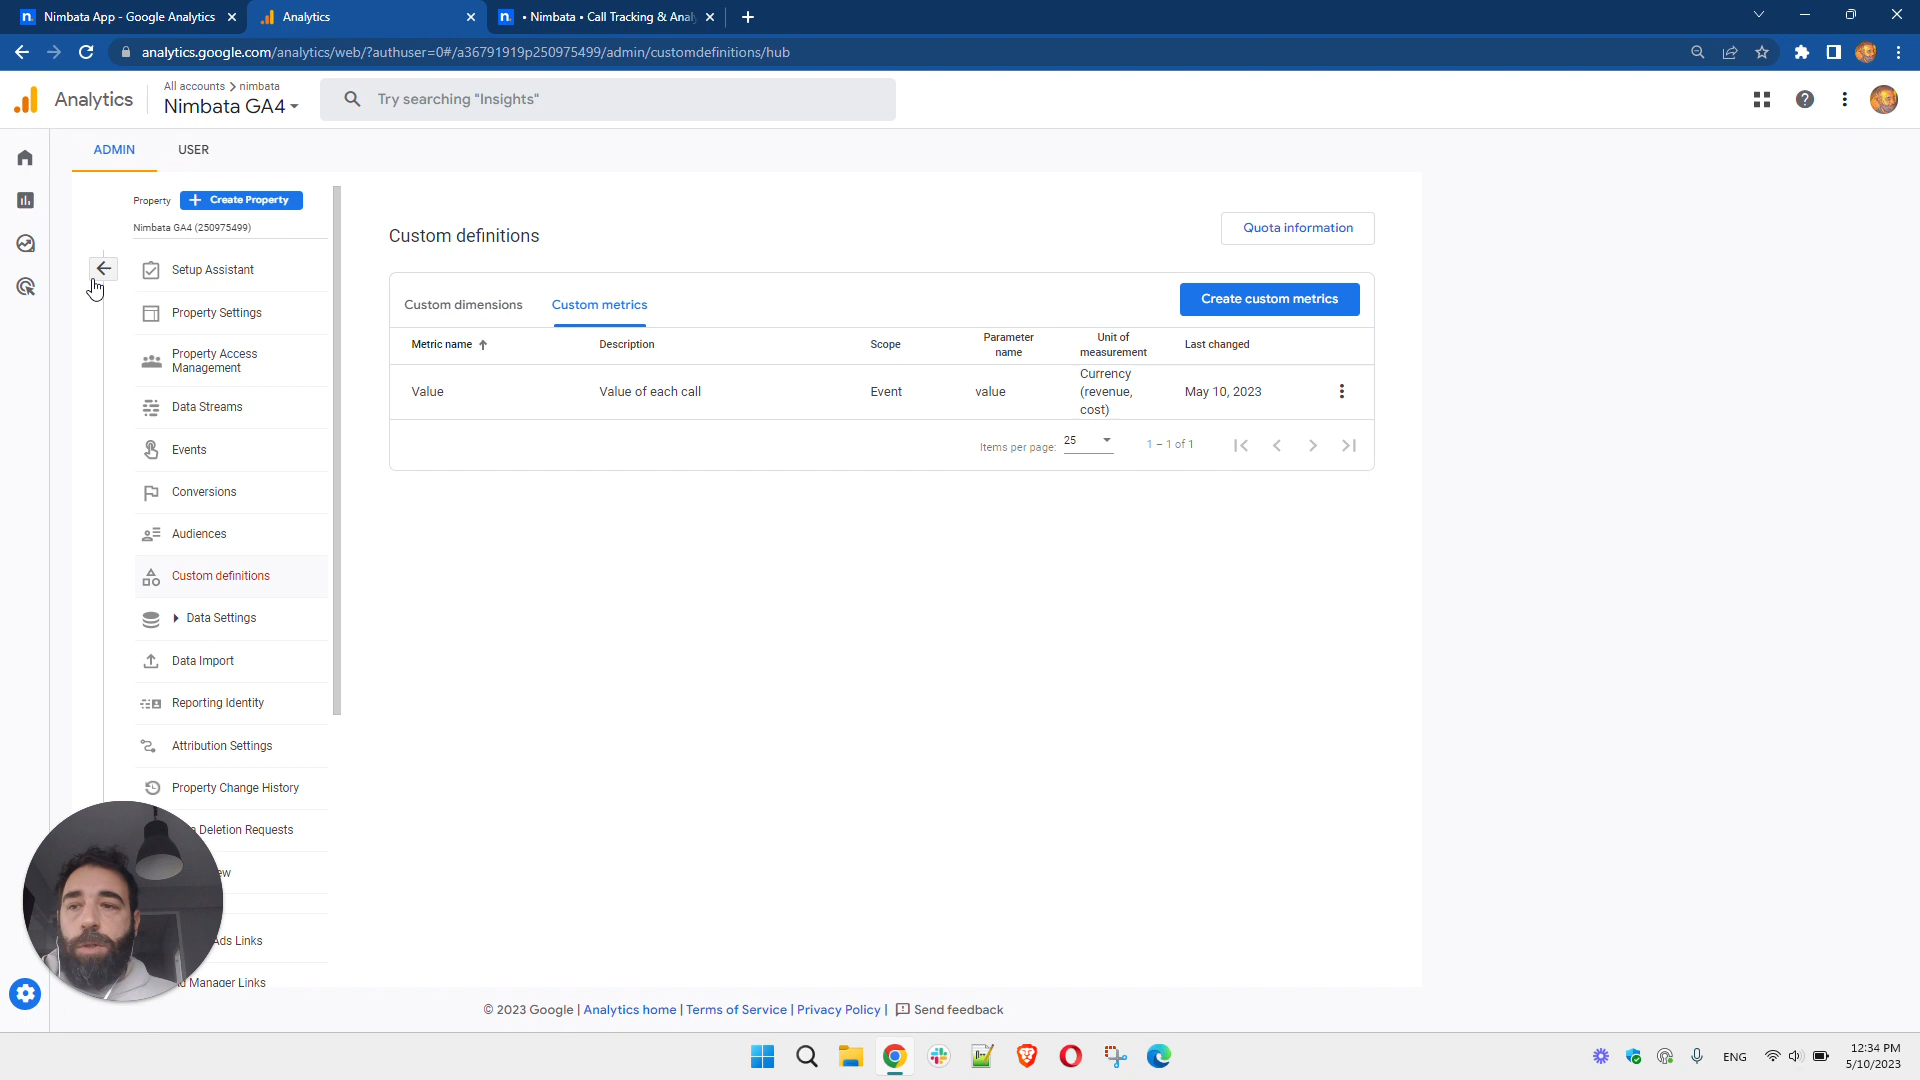 Nimbata App - Google Analytics
Analytics
• Nimbata • Call Tracking & Anal
analytics.google.com/analytics/web/?authuser=0#/a36791919p250975499/admin/customdefinitions/hub
Analytics
All accounts > nimbata
Nimbata GA4
Try searching "Insights"
ADMIN
USER
Property
+ Create Property
Nimbata GA4 (250975499)
Setup Assistant
Property Settings
Property Access
Management
Data Streams
Events
Conversions
Audiences
Custom definitions
Data Settings
Data Import
Reporting Identity
Attribution Settings
Property Change History
Deletion Requests
Ads Links
Manager Links
Custom definitions
Quota information
Custom dimensions
Custom metrics
Create custom metrics
Metric name
Description
Scope
Parameter
name
Unit of
measurement
Last changed
Value
Value of each call
Event
value
Currency
(revenue,
cost)
May 10, 2023
Items per page:
25
1 – 1 of 1
© 2023 Google | Analytics home | Terms of Service | Privacy Policy | Send feedback
ENG
12:34 PM
5/10/2023